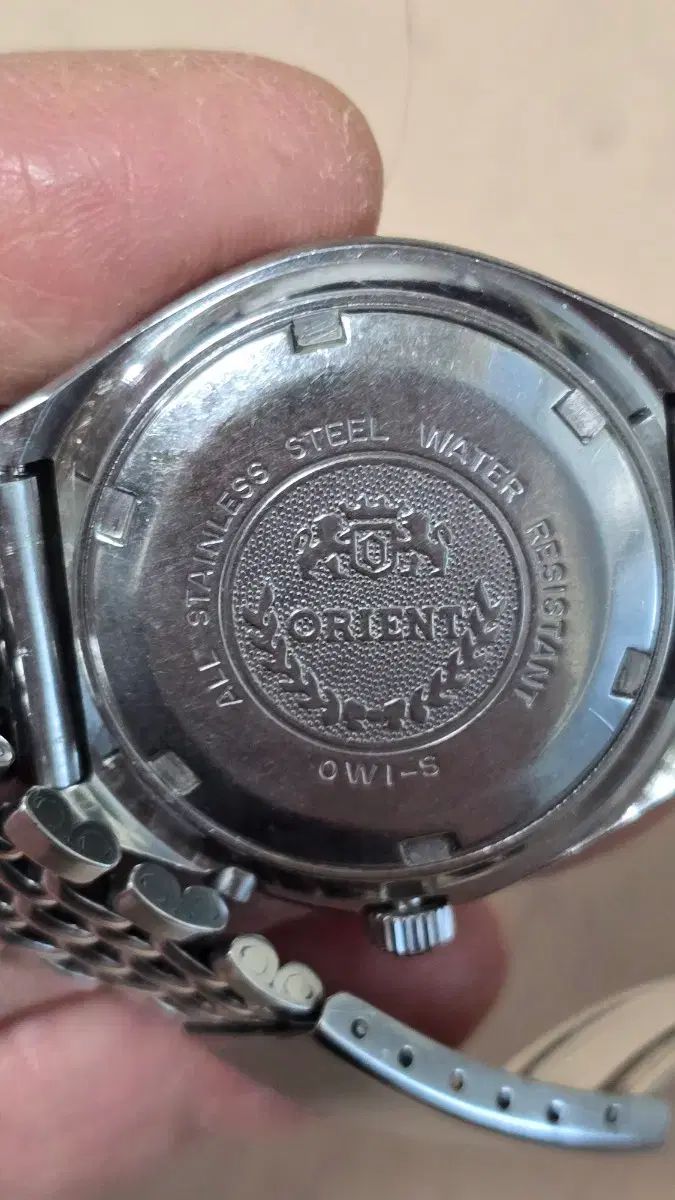 ALL STAINLESS STEEL WATER RESISTANT
ORIENT
OWI-S